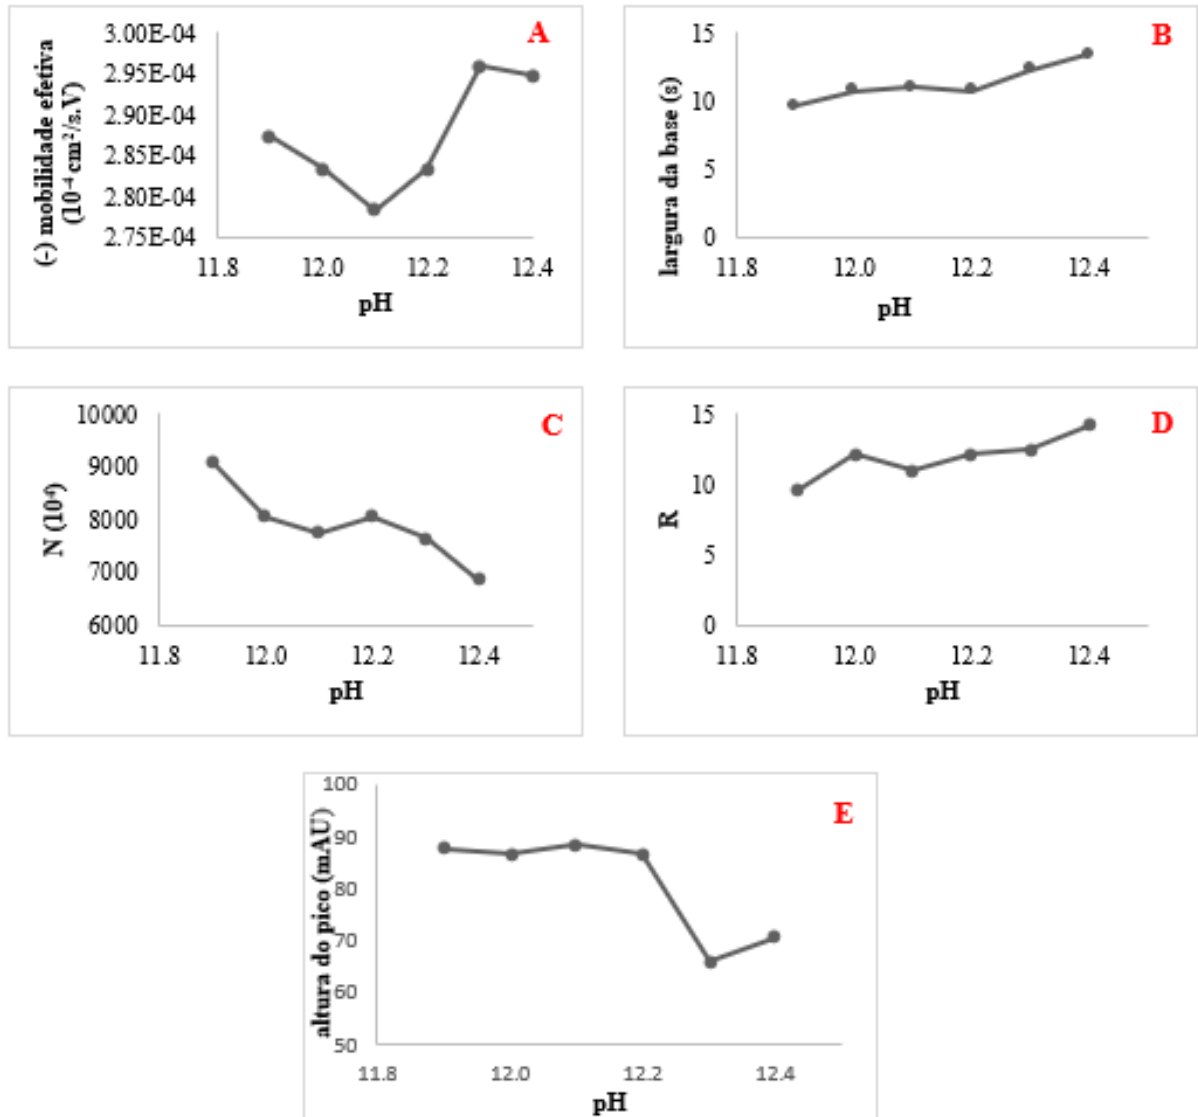 A
(-) mobilidade efetiva
(10⁻⁴ cm²/s.V)
3.00E-04
2.95E-04
2.90E-04
2.85E-04
2.80E-04
2.75E-04
11.8 12.0 12.2 12.4
pH
B
largura da base (s)
15
10
5
0
11.8 12.0 12.2 12.4
pH
C
N (10⁴)
10000
9000
8000
7000
6000
11.8 12.0 12.2 12.4
pH
D
R
15
10
5
0
11.8 12.0 12.2 12.4
pH
E
altura do pico (mAU)
100
90
80
70
60
50
11.8 12.0 12.2 12.4
pH